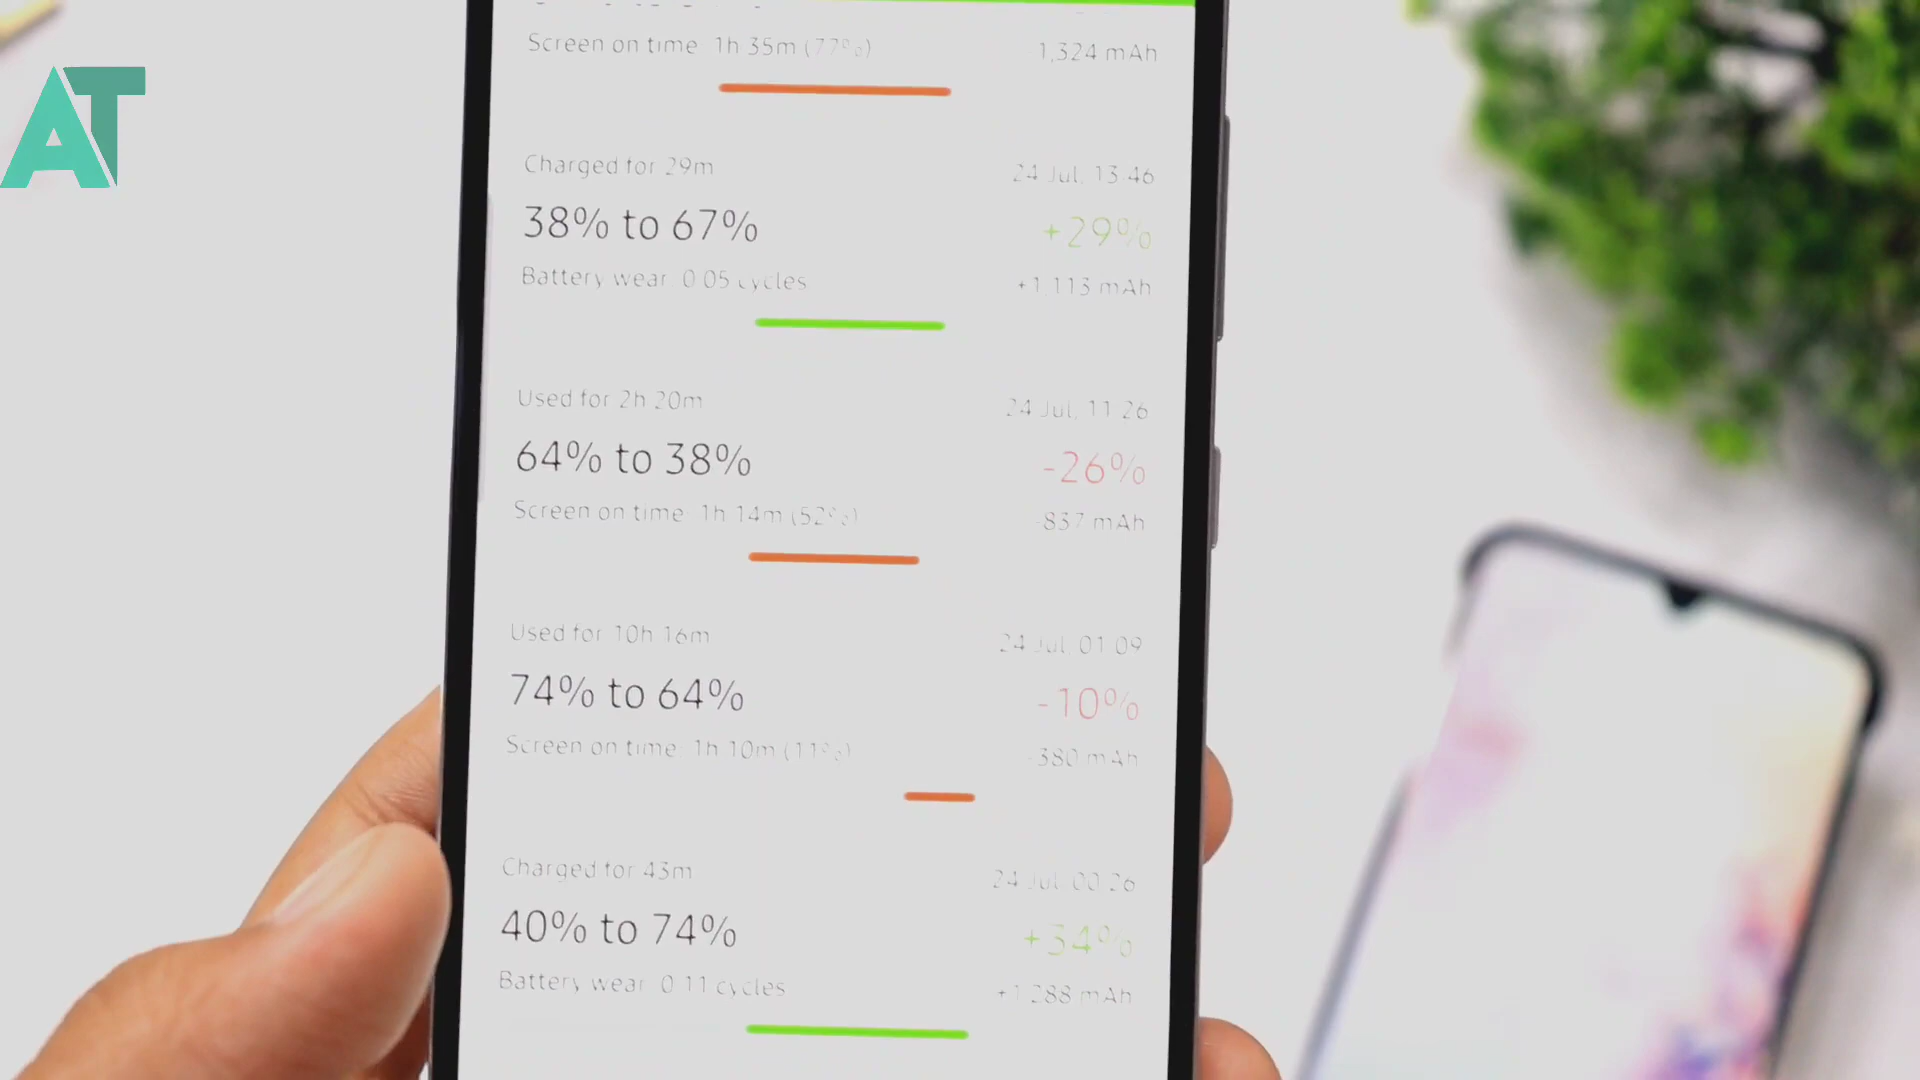 AT
Screen on time 1h 35m (77%)
1,324 mAh
Charged for 29m
24 Jul, 13 46
38% to 67%
+29%
Battery wear 0 05 cycles
+1,113 mAh
Used for 2h 20m
24 Jul, 11 26
64% to 38%
-26%
Screen on time 1h 14m (52%)
-837 mAh
Used for 10h 16m
24 Jul 01 09
74% to 64%
-10%
Screen on time 1h 10m (11%)
-380 mAh
Charged for 43m
24 Jul 00 26
40% to 74%
+34%
Battery wear 0 11 cycles
+1 288 mAh